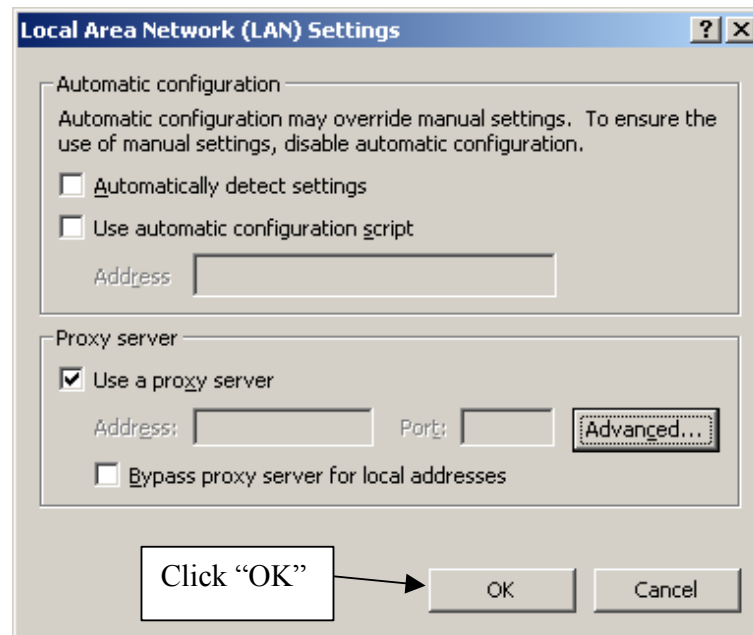 Local Area Network (LAN) Settings
?
Automatic configuration
Automatic configuration may override manual settings. To ensure the
use of manual settings, disable automatic configuration.
Automatically detect settings
Use automatic configuration script
Address
Proxy server
Use a proxy server
Address: Port: Advanced...
Bypass proxy server for local addresses
Click “OK”
OK Cancel